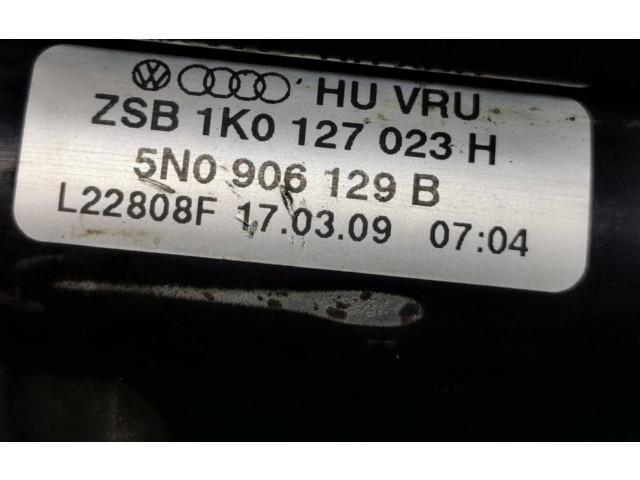 HU VRU
ZSB 1K0 127 023 H
5N0 906 129 B
L22808F 17.03.09 07:04